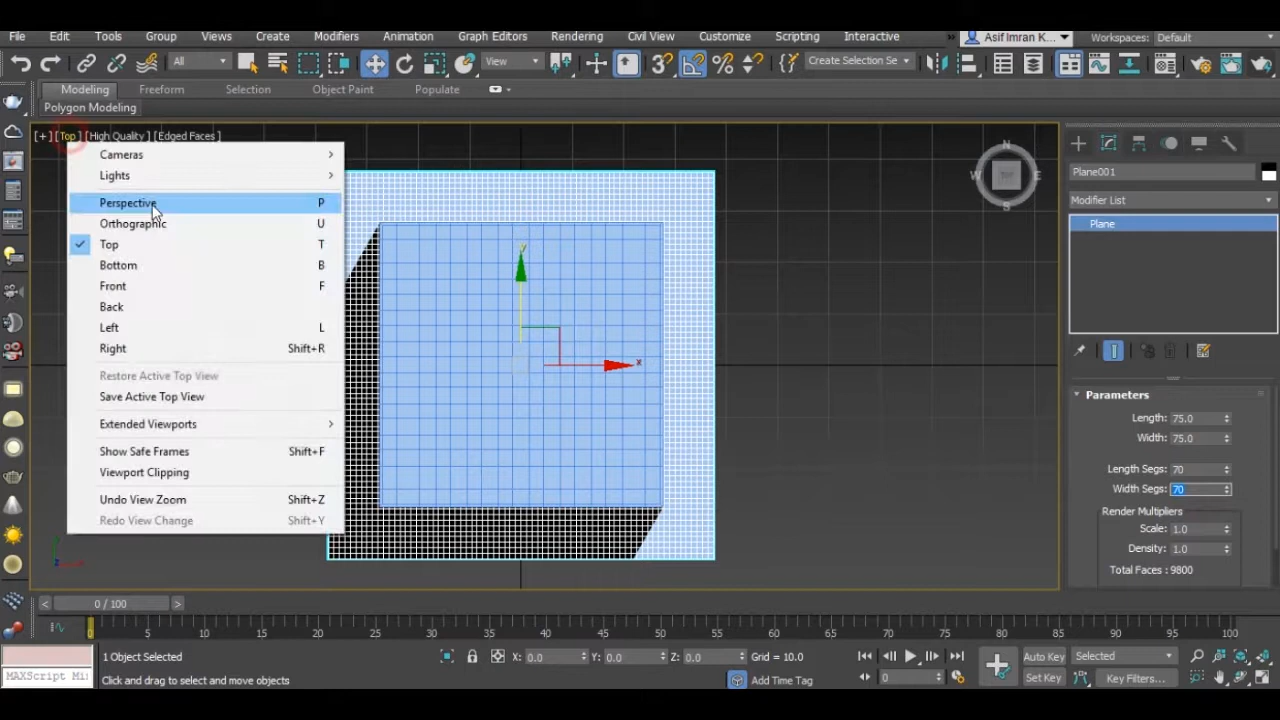 File Edit Tools Group Views Create Modifiers Animation Graph Editors Rendering Civil View Customize Scripting Interactive » Asif Imran K... Workspaces: Default
All View 3 Create Selection Se
Modeling Freeform Selection Object Paint Populate
Polygon Modeling
[+] [Top] [High Quality ] [Edged Faces ]
Cameras
Lights
Perspective P
Orthographic U
Top T
Bottom B
Front F
Back
Left L
Right Shift+R
Restore Active Top View
Save Active Top View
Extended Viewports
Show Safe Frames Shift+F
Viewport Clipping
Undo View Zoom Shift+Z
Redo View Change Shift+Y
y
x
N
W E
S
Plane001
Modifier List
Plane
Parameters
Length: 75.0
Width: 75.0
Length Segs: 70
Width Segs: 70
Render Multipliers
Scale: 1.0
Density: 1.0
Total Faces : 9800
< 0 / 100 >
0 5 10 15 20 25 30 35 40 45 50 55 60 65 70 75 80 85 90 95 100
1 Object Selected X: 0.0 Y: 0.0 Z: 0.0 Grid = 10.0 Auto Key Selected
MAXScript Mi Click and drag to select and move objects Add Time Tag 0 Set Key Key Filters...